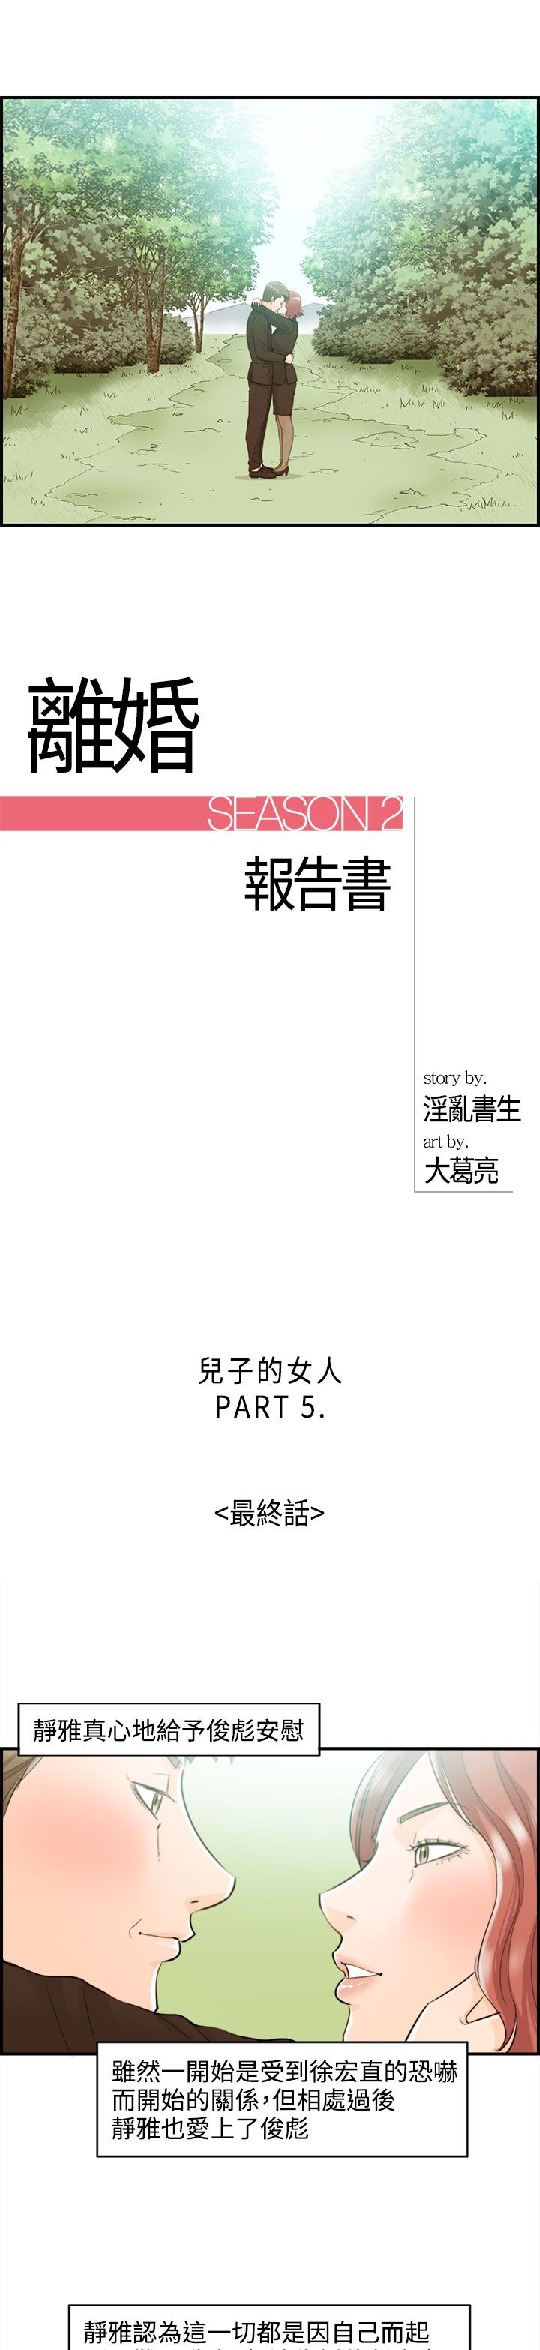 離婚
SEASON 2
報告書
story by.
淫亂書生
art by.
大葛亮
兒子的女人
PART 5.
<最終話>
靜雅真心地給予俊彪安慰
雖然一開始是受到徐宏直的恐嚇
而開始的關係，但相處過後
靜雅也愛上了俊彪
靜雅認為這一切都是因自己而起